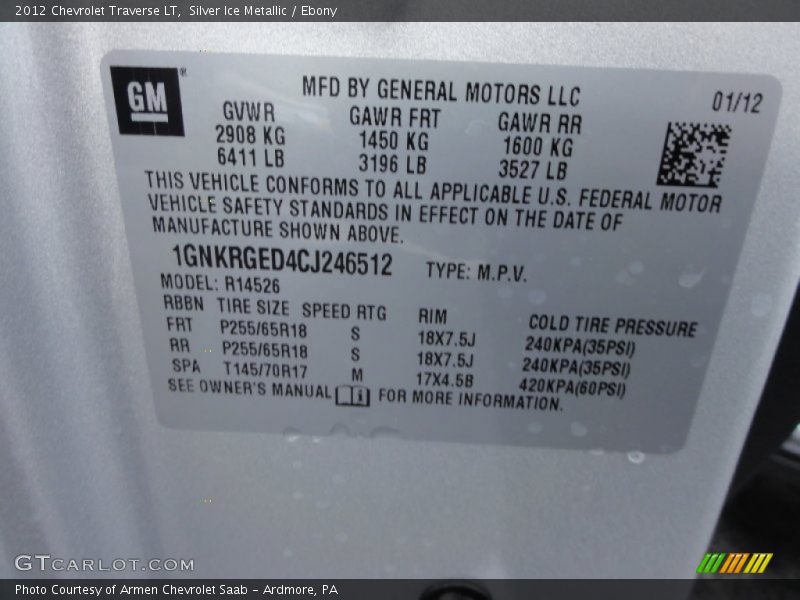 2012 Chevrolet Traverse LT, Silver Ice Metallic / Ebony
GM®
MFD BY GENERAL MOTORS LLC
01/12
GVWR GAWR FRT GAWR RR
2908 KG 1450 KG 1600 KG
6411 LB 3196 LB 3527 LB
THIS VEHICLE CONFORMS TO ALL APPLICABLE U.S. FEDERAL MOTOR
VEHICLE SAFETY STANDARDS IN EFFECT ON THE DATE OF
MANUFACTURE SHOWN ABOVE.
1GNKRGED4CJ246512 TYPE: M.P.V.
MODEL: R14526
RBBN TIRE SIZE SPEED RTG RIM COLD TIRE PRESSURE
FRT P255/65R18 S 18X7.5J 240KPA(35PSI)
RR P255/65R18 S 18X7.5J 240KPA(35PSI)
SPA T145/70R17 M 17X4.5B 420KPA(60PSI)
SEE OWNER'S MANUAL FOR MORE INFORMATION.
GTCARLOT.COM
Photo Courtesy of Armen Chevrolet Saab - Ardmore, PA